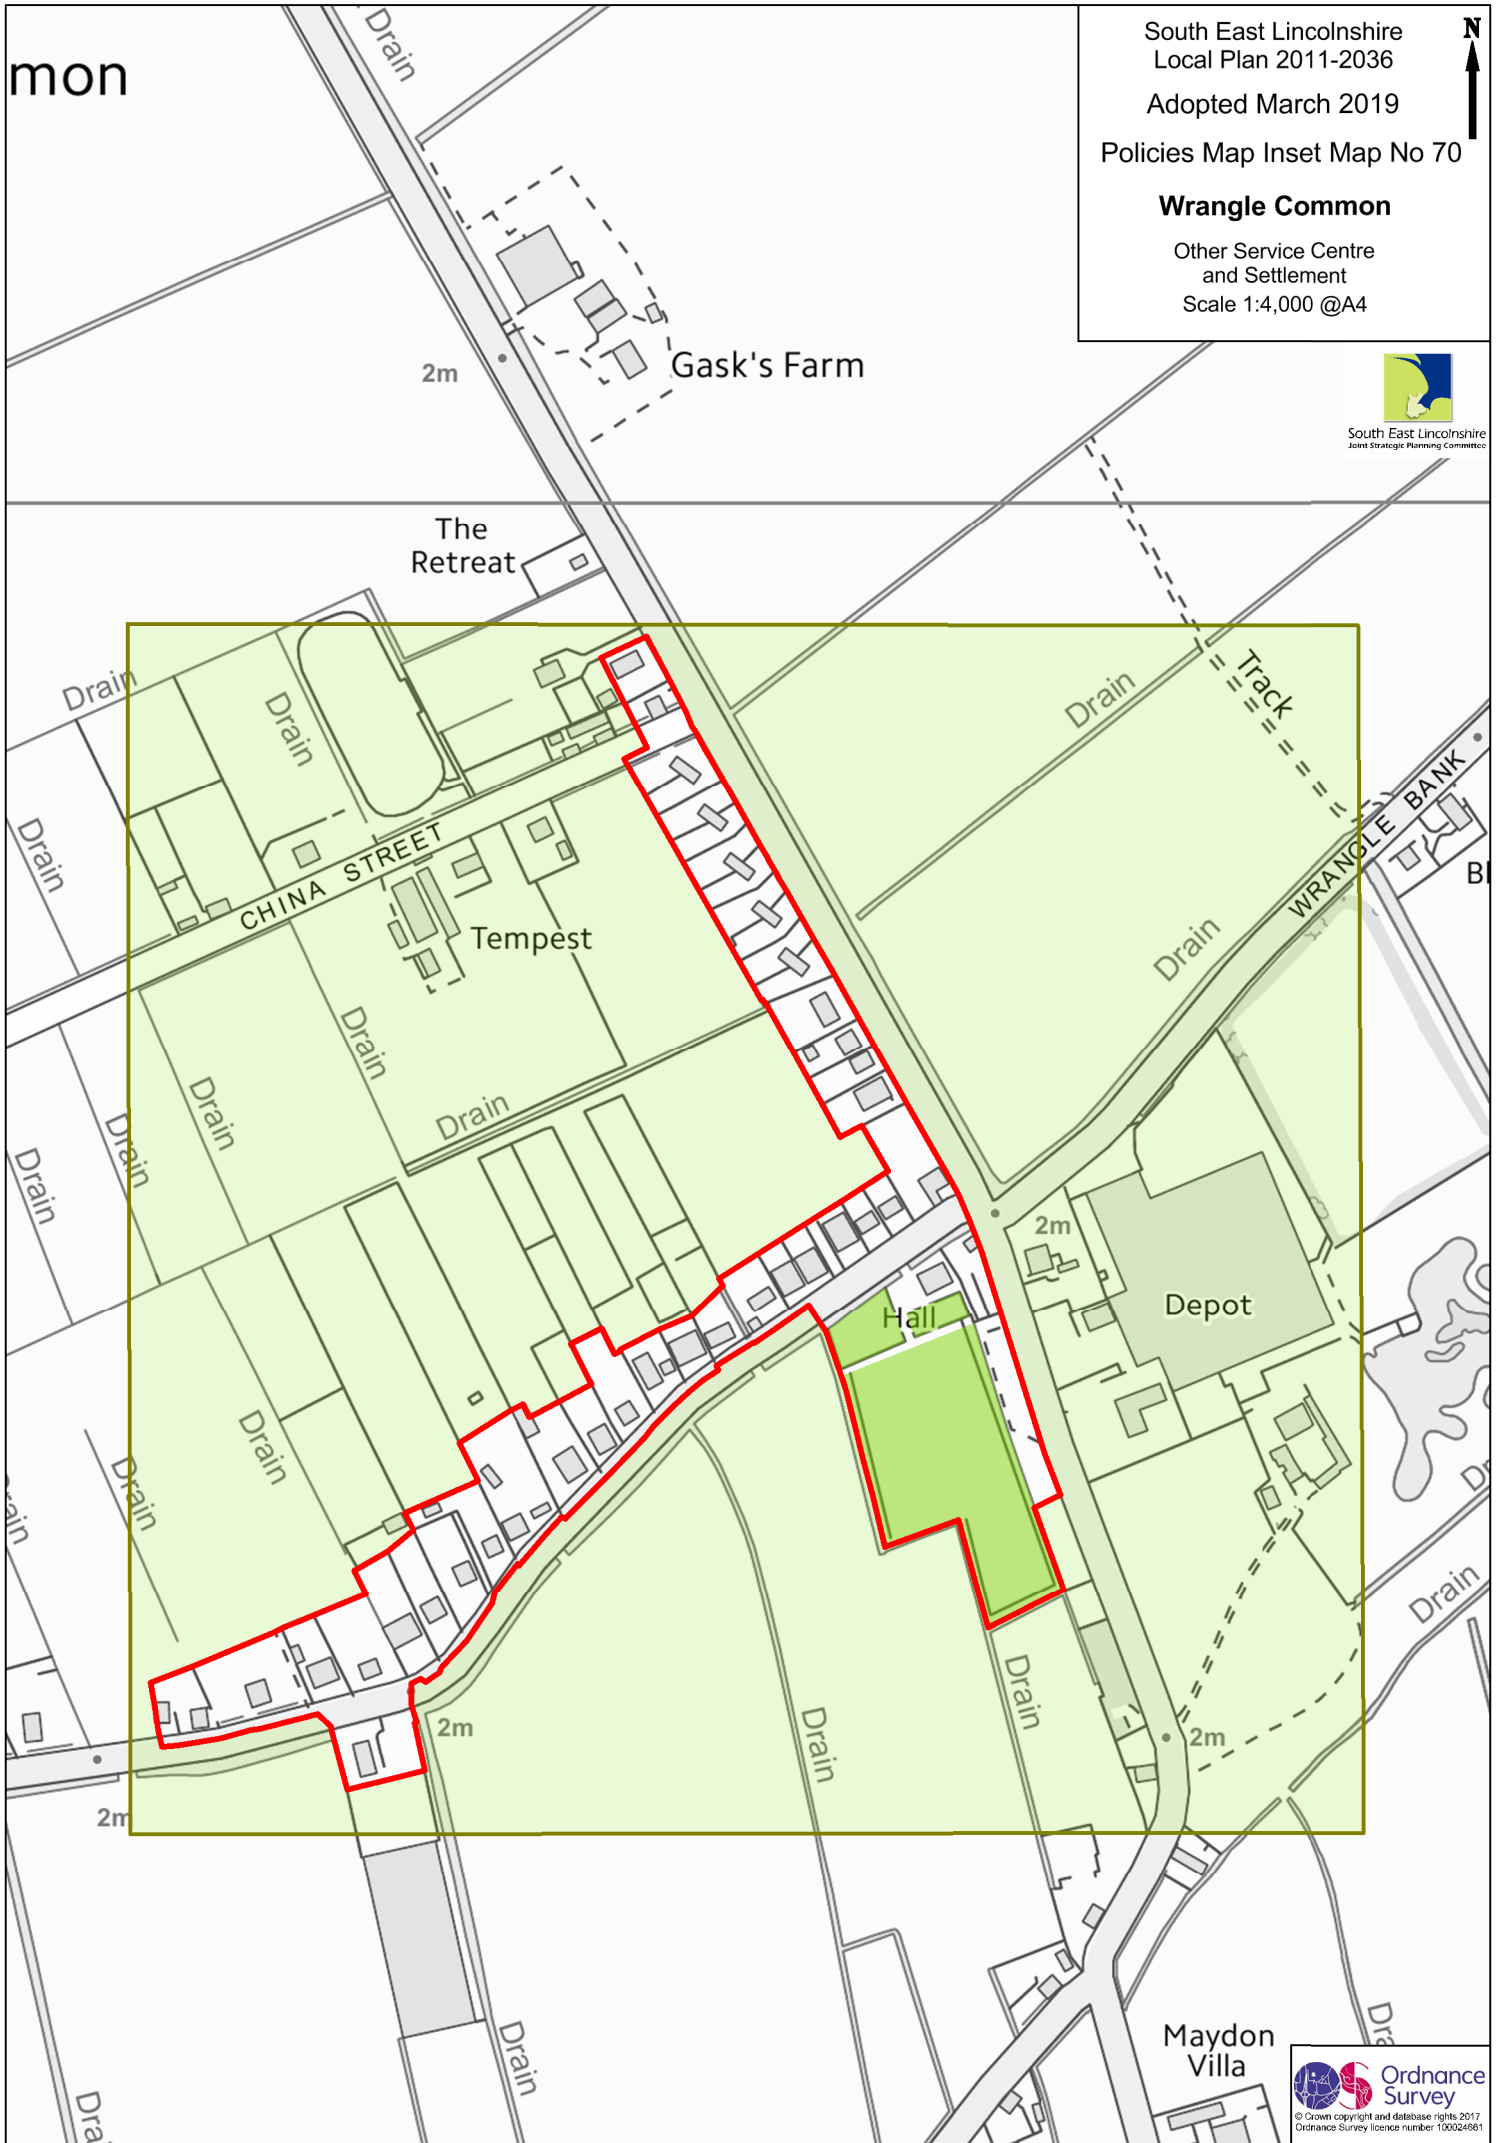 South East Lincolnshire
Local Plan 2011-2036
Adopted March 2019
Policies Map Inset Map No 70
Wrangle Common
Other Service Centre
and Settlement
Scale 1:4,000 @A4
N
South East Lincolnshire
Joint Strategic Planning Committee
mon
Drain
2m
Gask's Farm
The
Retreat
Drain
Drain
Drain
Track
WRANGLE BANK
Bl
Drain
CHINA STREET
Tempest
Drain
Drain
Drain
Drain
Drain
Drain
2m
Hall
Depot
Drain
Drain
Drain
Drain
2m
Drain
Drain
2m
2m
Drain
Drain
Maydon
Villa
Ordnance
Survey
© Crown copyright and database rights 2017
Ordnance Survey licence number 100024661